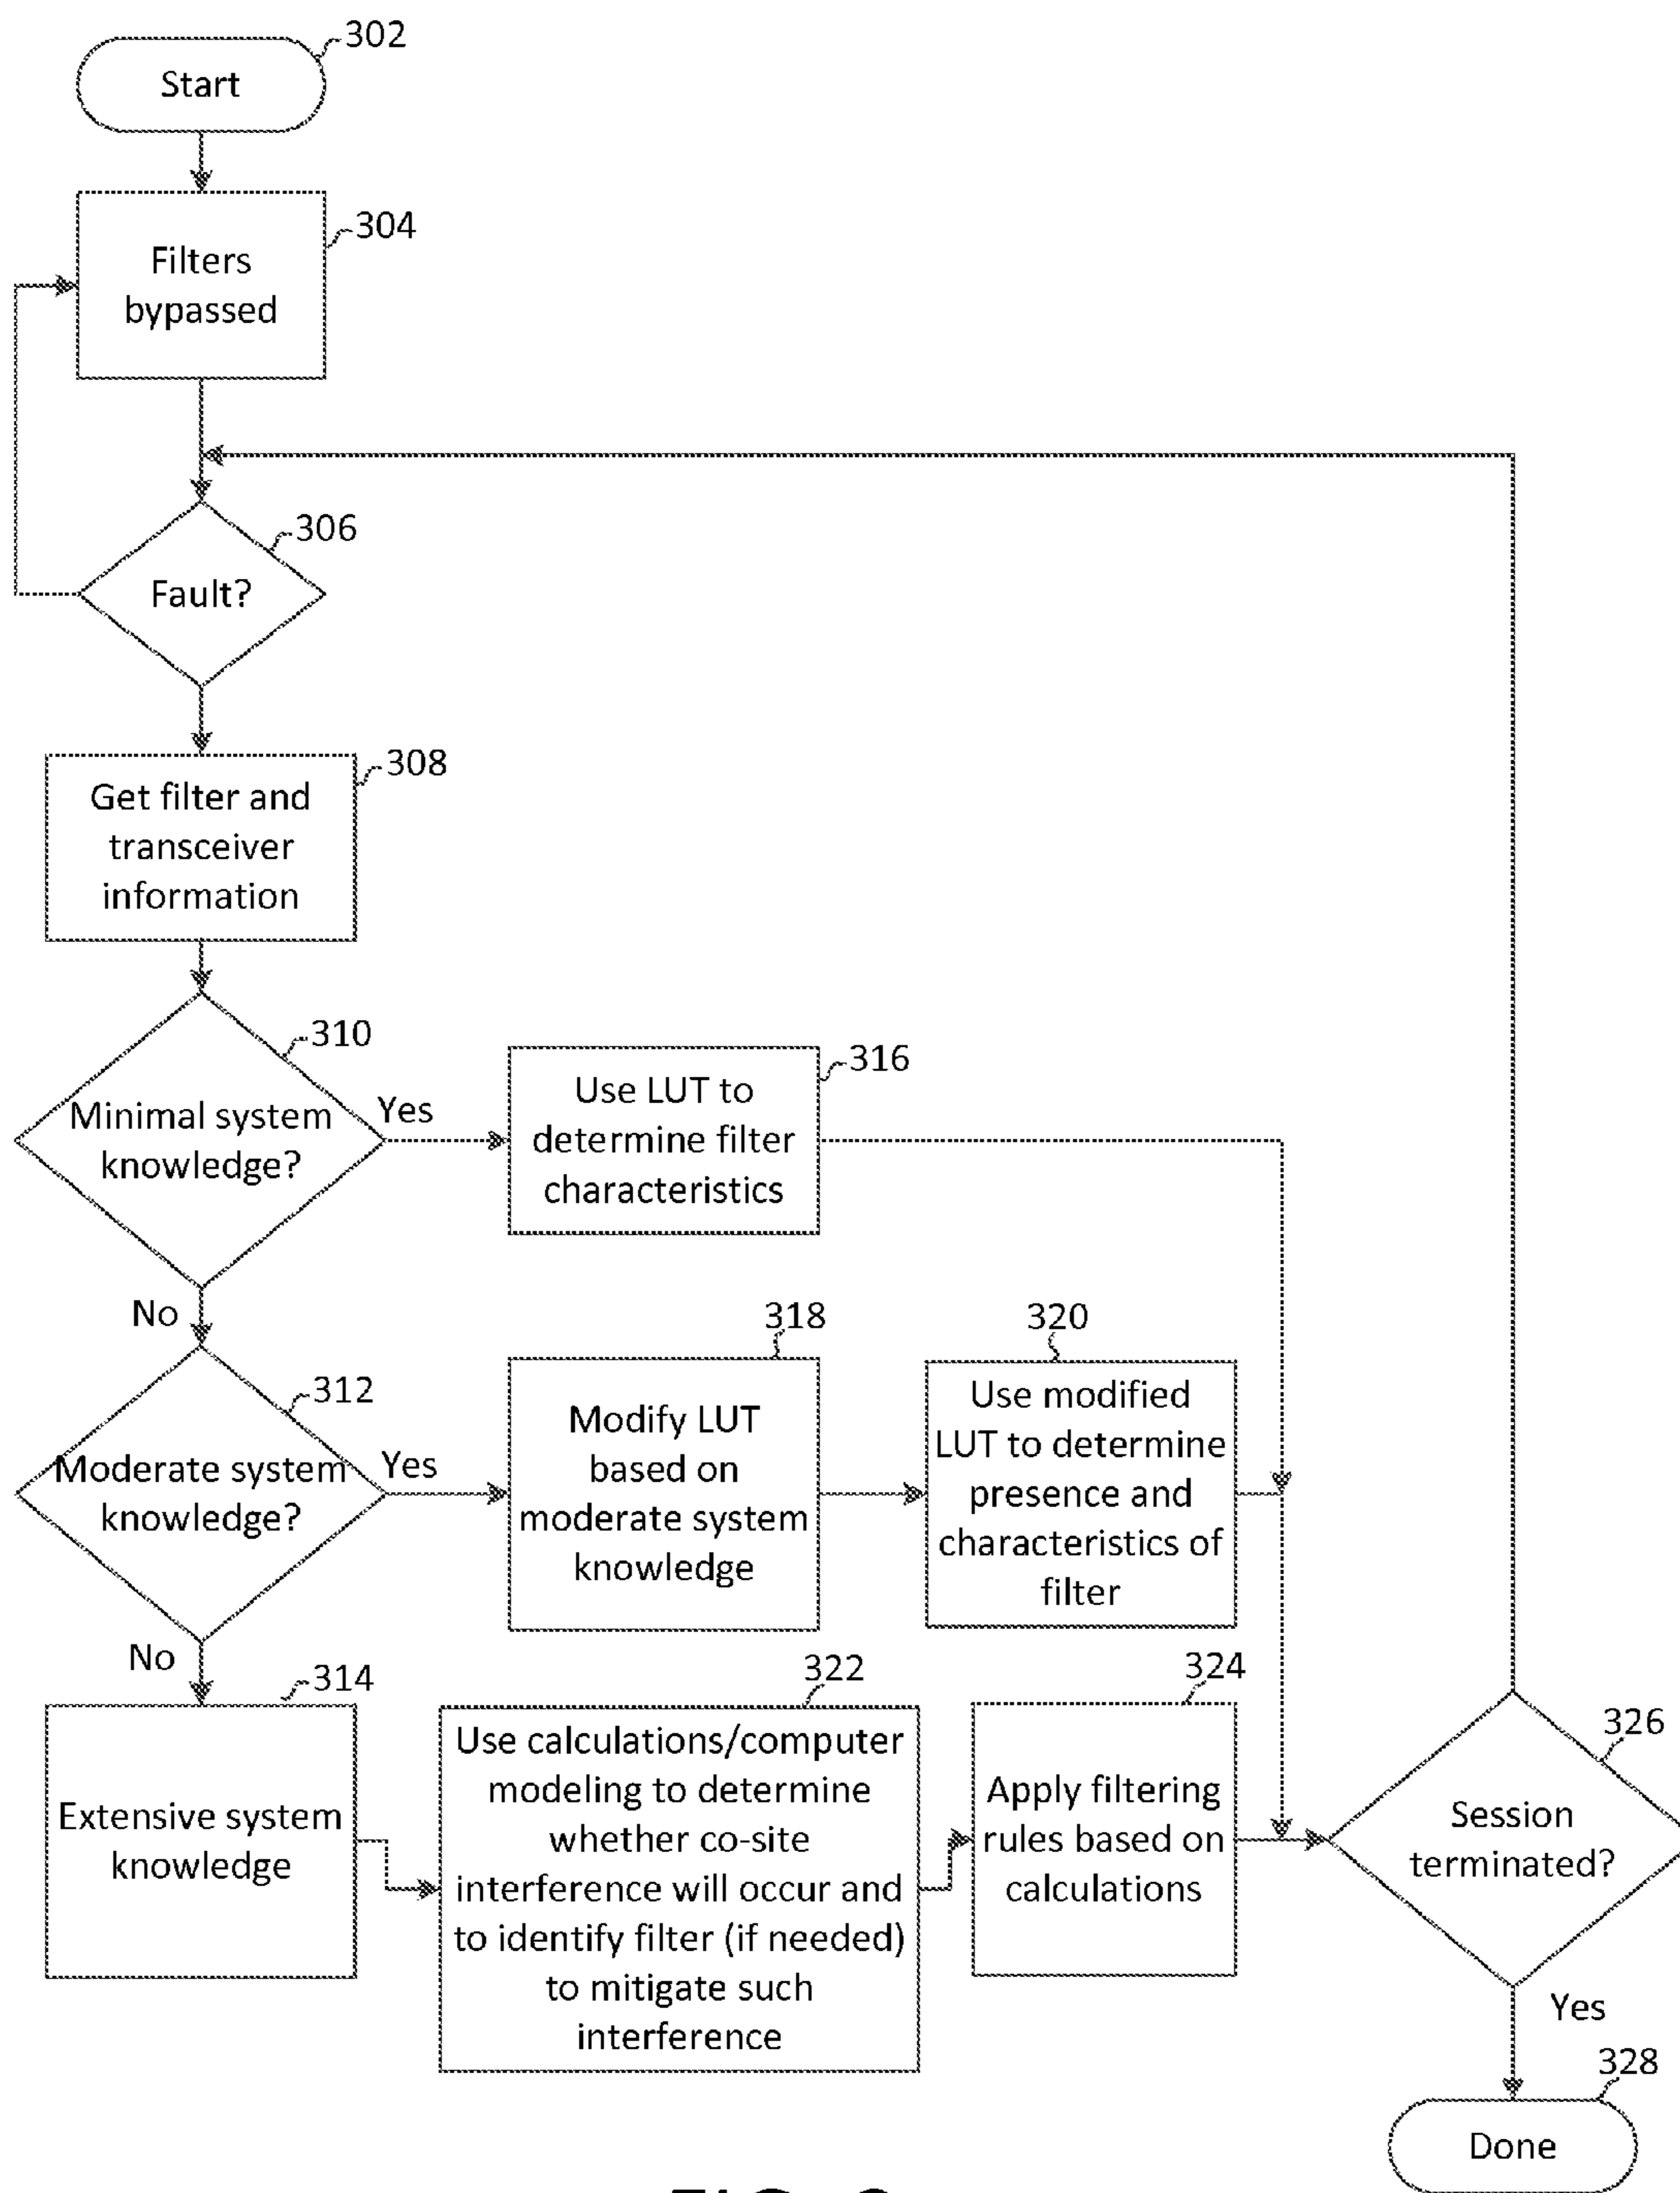 302
Start
304
Filters
bypassed
306
Fault?
308
Get filter and
transceiver
information
310
Minimal system
knowledge?
Yes
316
Use LUT to
determine filter
characteristics
No
312
Moderate system
knowledge?
Yes
318
Modify LUT
based on
moderate system
knowledge
320
Use modified
LUT to determine
presence and
characteristics of
filter
No
314
Extensive system
knowledge
322
Use calculations/computer
modeling to determine
whether co-site
interference will occur and
to identify filter (if needed)
to mitigate such
interference
324
Apply filtering
rules based on
calculations
326
Session
terminated?
Yes
328
Done